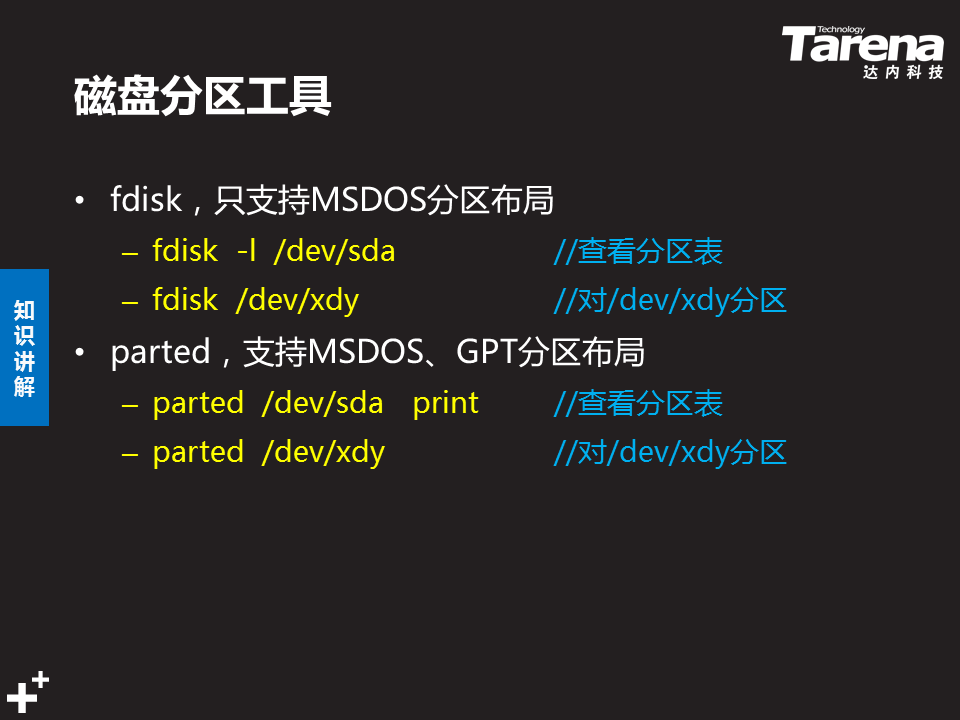 Technology
Tarena
达内科技
磁盘分区工具
• fdisk，只支持MSDOS分区布局
– fdisk -l /dev/sda //查看分区表
– fdisk /dev/xdy //对/dev/xdy分区
• parted，支持MSDOS、GPT分区布局
– parted /dev/sda print //查看分区表
– parted /dev/xdy //对/dev/xdy分区
知
识
讲
解